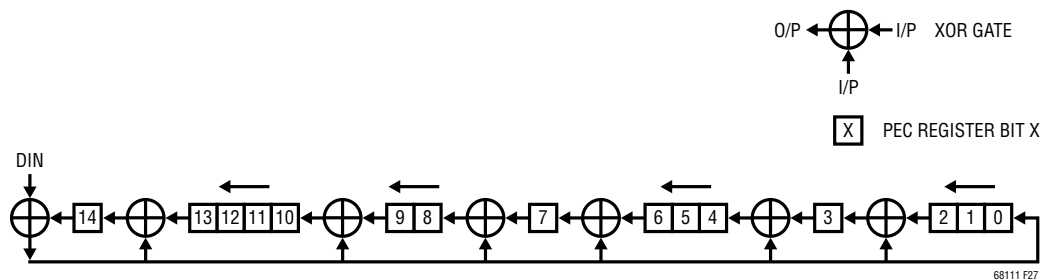 O/P I/P XOR GATE
I/P
X PEC REGISTER BIT X
DIN
14 13 12 11 10 9 8 7 6 5 4 3 2 1 0
68111 F27